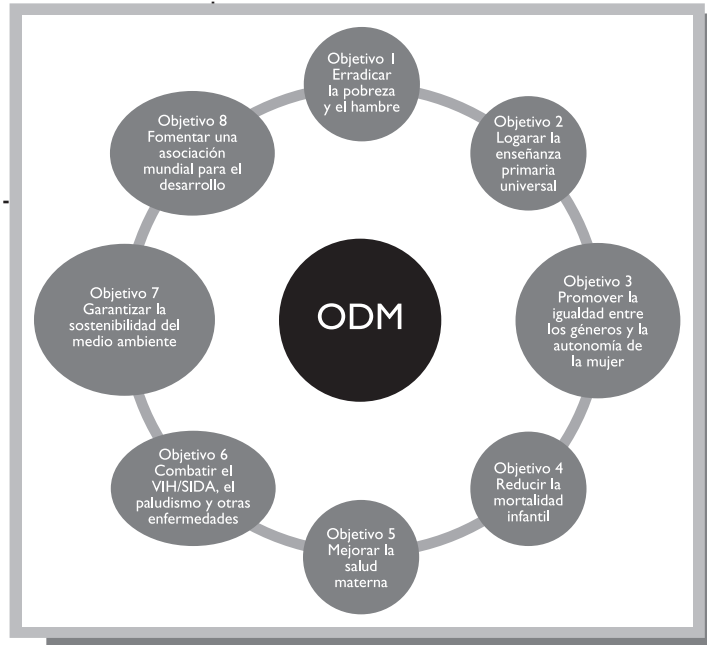 Objetivo 1
Erradicar
la pobreza
y el hambre
Objetivo 2
Logarar la
enseñanza
primaria
universal
Objetivo 3
Promover la
igualdad entre
los géneros y la
autonomía de
la mujer
Objetivo 4
Reducir la
mortalidad
infantil
Objetivo 5
Mejorar la
salud
materna
Objetivo 6
Combatir el
VIH/SIDA, el
paludismo y otras
enfermedades
Objetivo 7
Garantizar la
sostenibilidad del
medio ambiente
Objetivo 8
Fomentar una
asociación
mundial para el
desarrollo
ODM